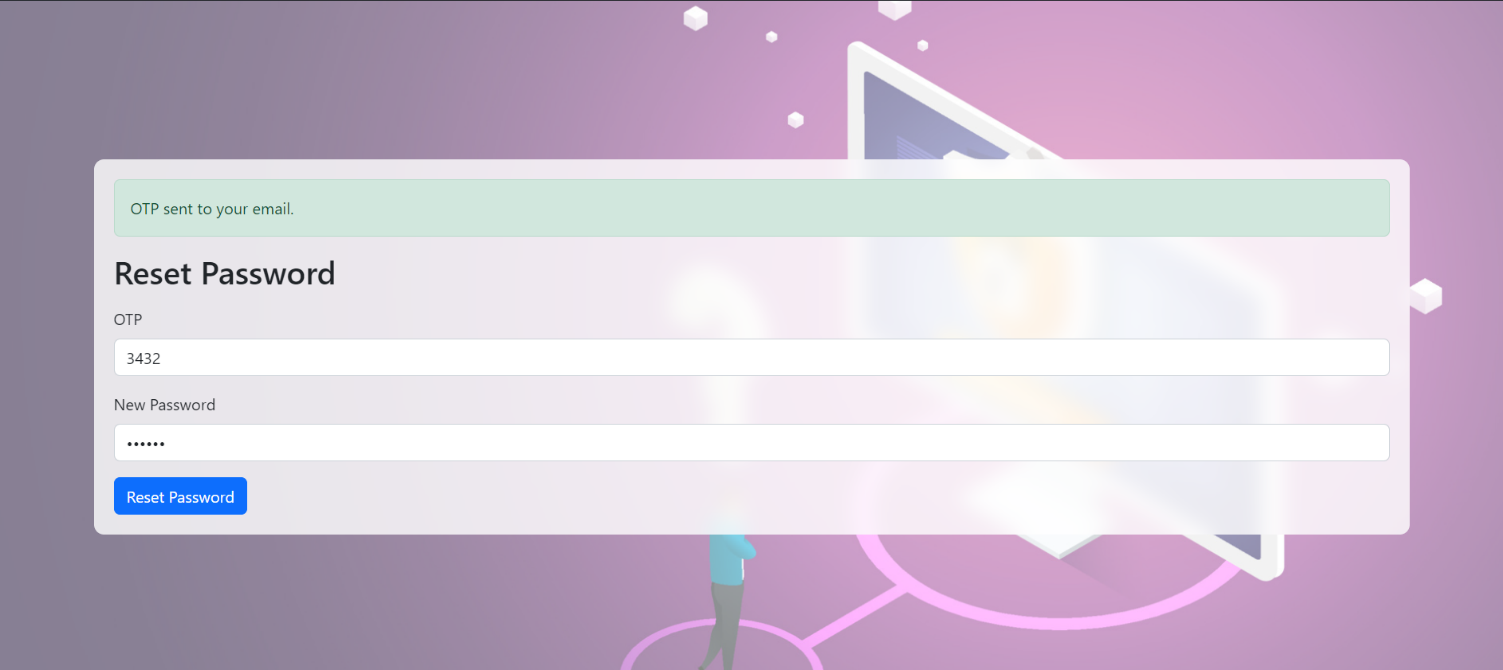 OTP sent to your email.
Reset Password
OTP
3432
New Password
••••••
Reset Password